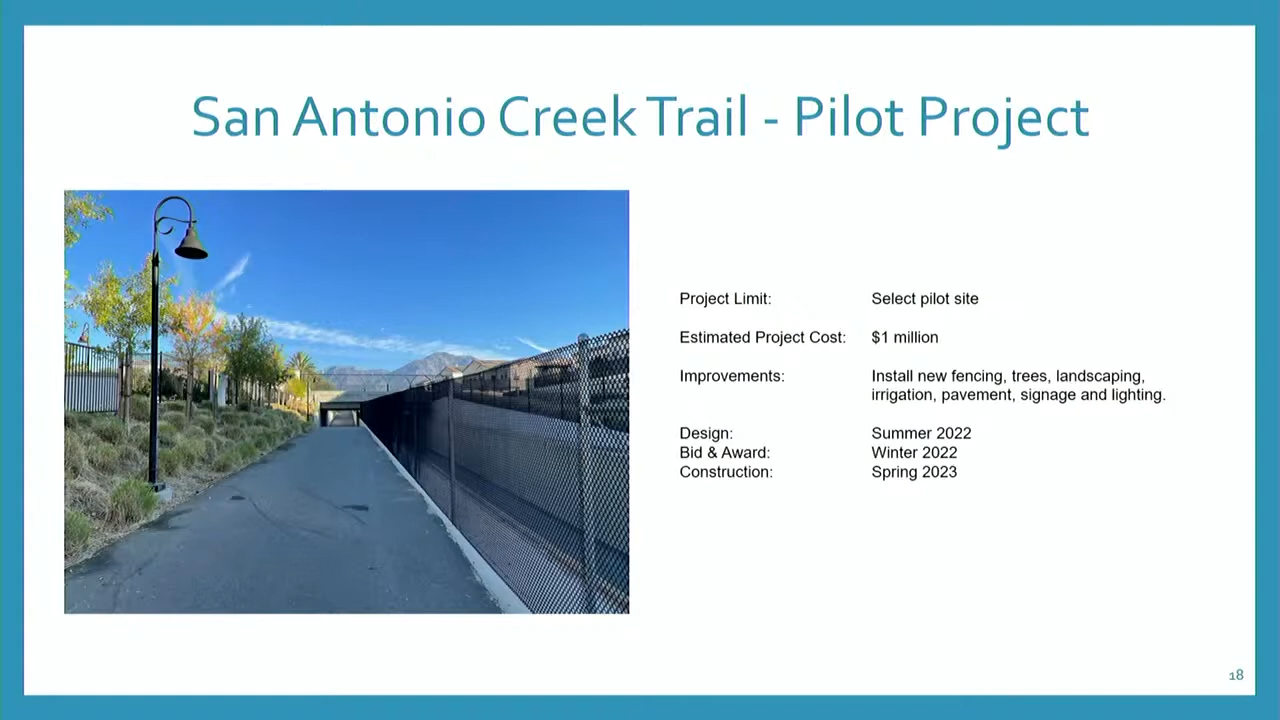 San Antonio Creek Trail - Pilot Project
Project Limit: Select pilot site
Estimated Project Cost: $1 million
Improvements: Install new fencing, trees, landscaping,
irrigation, pavement, signage and lighting.
Design: Summer 2022
Bid & Award: Winter 2022
Construction: Spring 2023
18